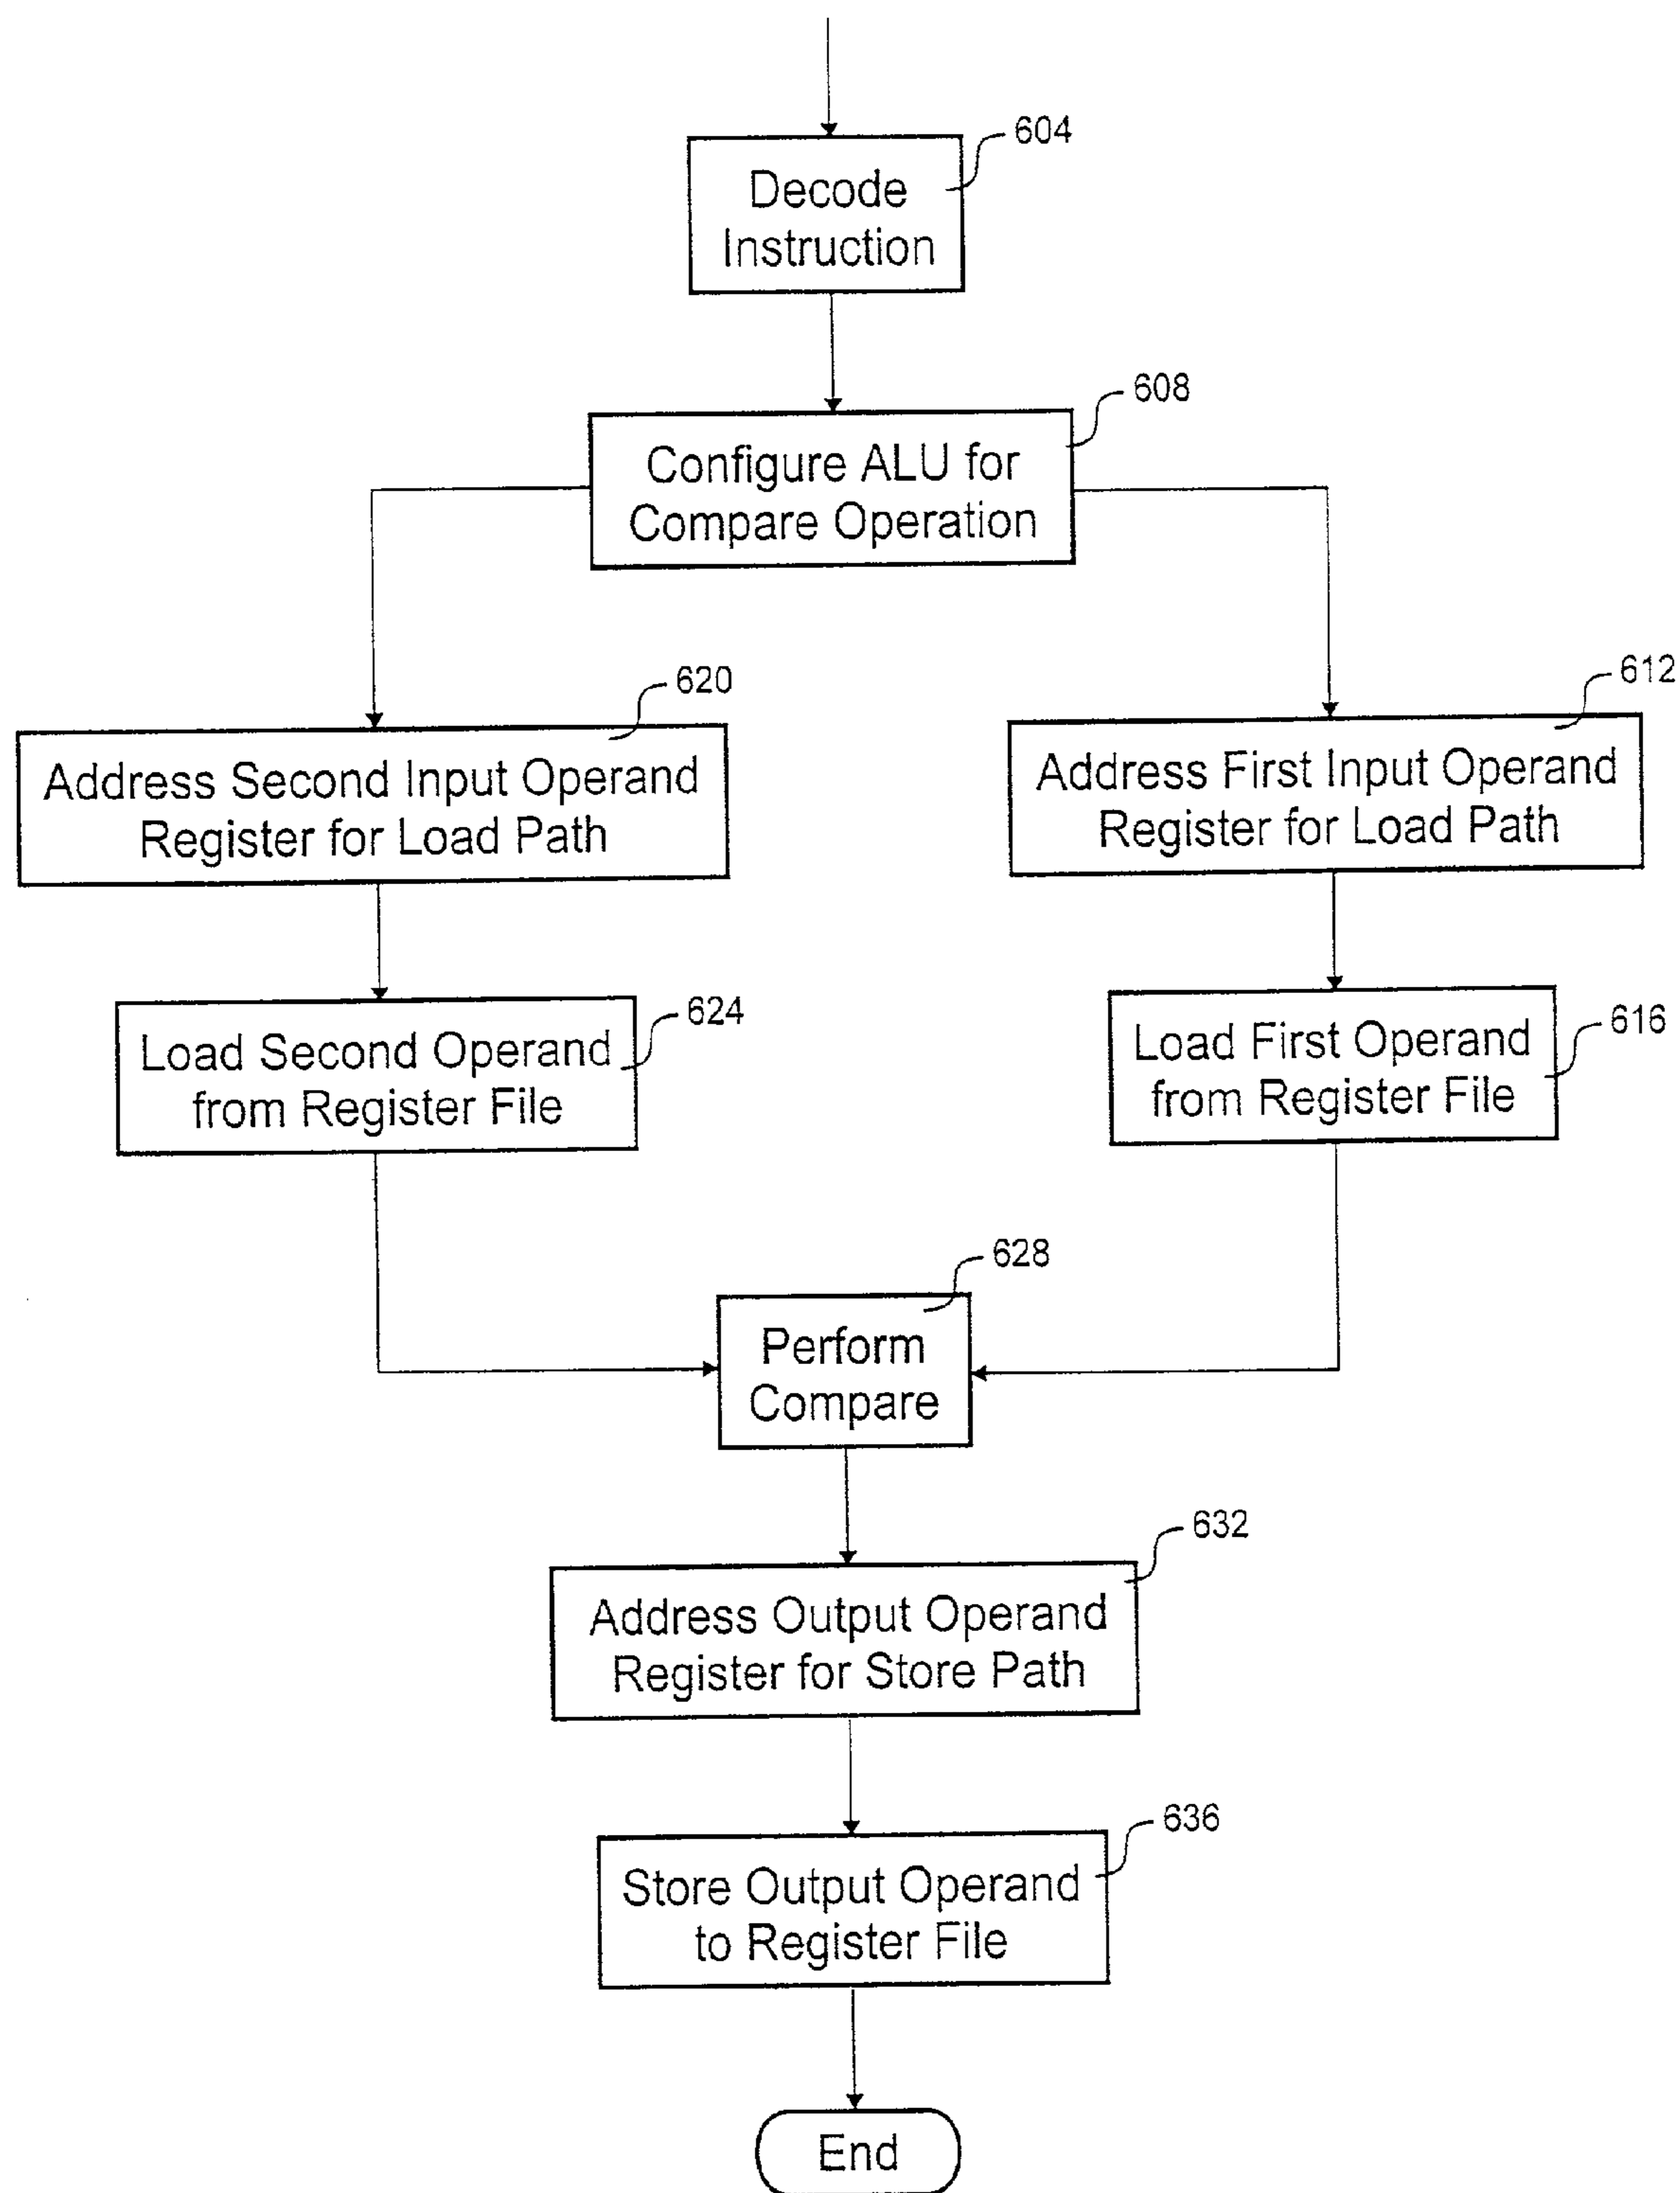 604
Decode
Instruction
608
Configure ALU for
Compare Operation
620
Address Second Input Operand
Register for Load Path
612
Address First Input Operand
Register for Load Path
624
Load Second Operand
from Register File
616
Load First Operand
from Register File
628
Perform
Compare
632
Address Output Operand
Register for Store Path
636
Store Output Operand
to Register File
End